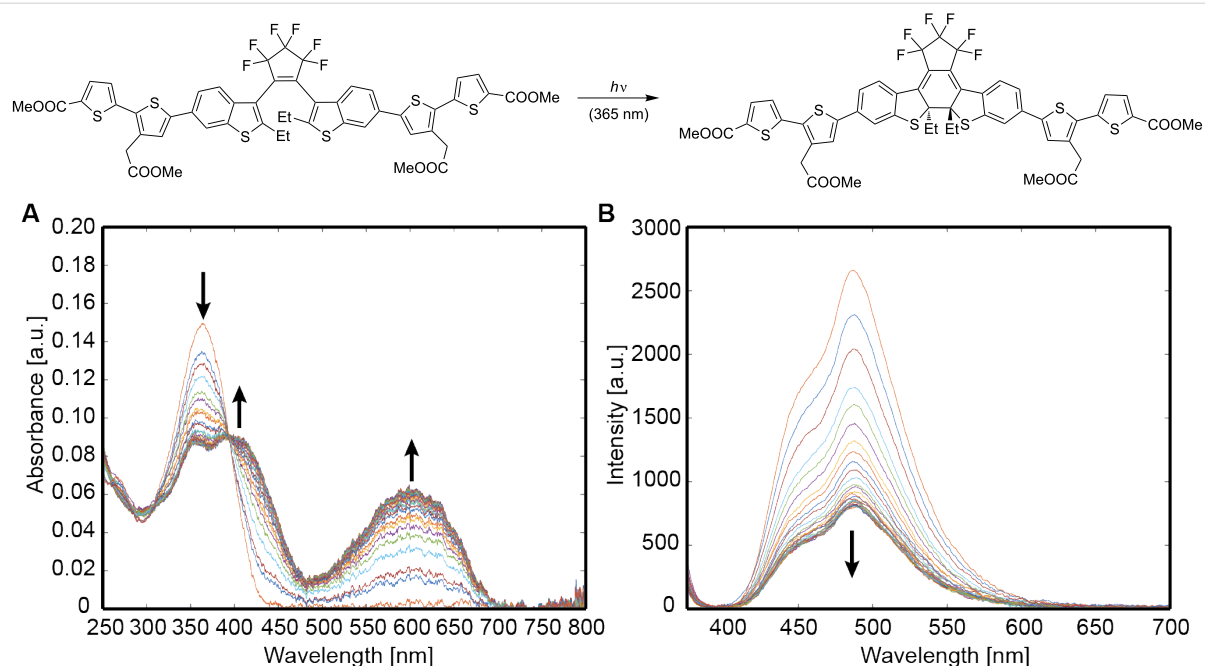 F F F F F F
S S S S S S
MeOOC COOMe
Et Et
COOMe MeOOC
hν
(365 nm)
F F F F F F
S S S S S S
MeOOC COOMe
Et Et
COOMe MeOOC
A
0.20
0.18
0.16
0.14
0.12
0.10
0.08
0.06
0.04
0.02
0
Absorbance [a.u.]
250 300 350 400 450 500 550 600 650 700 750 800
Wavelength [nm]
B
3000
2500
2000
1500
1000
500
0
Intensity [a.u.]
400 450 500 550 600 650 700
Wavelength [nm]